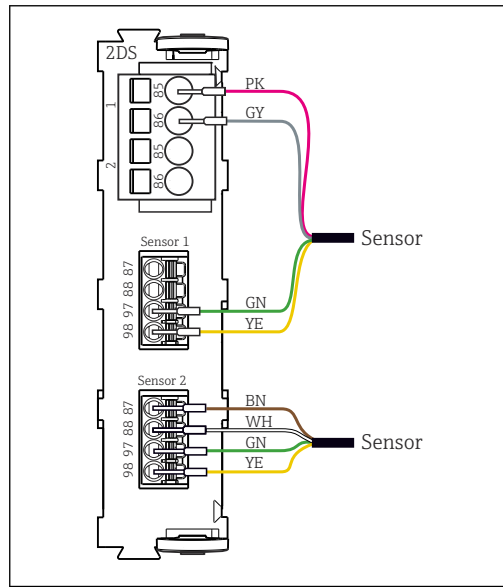 2DS
1
85
PK
86
GY
2
85
86
Sensor
Sensor 1
87
88
97
GN
98
YE
Sensor 2
87
BN
88
WH
97
GN
Sensor
98
YE